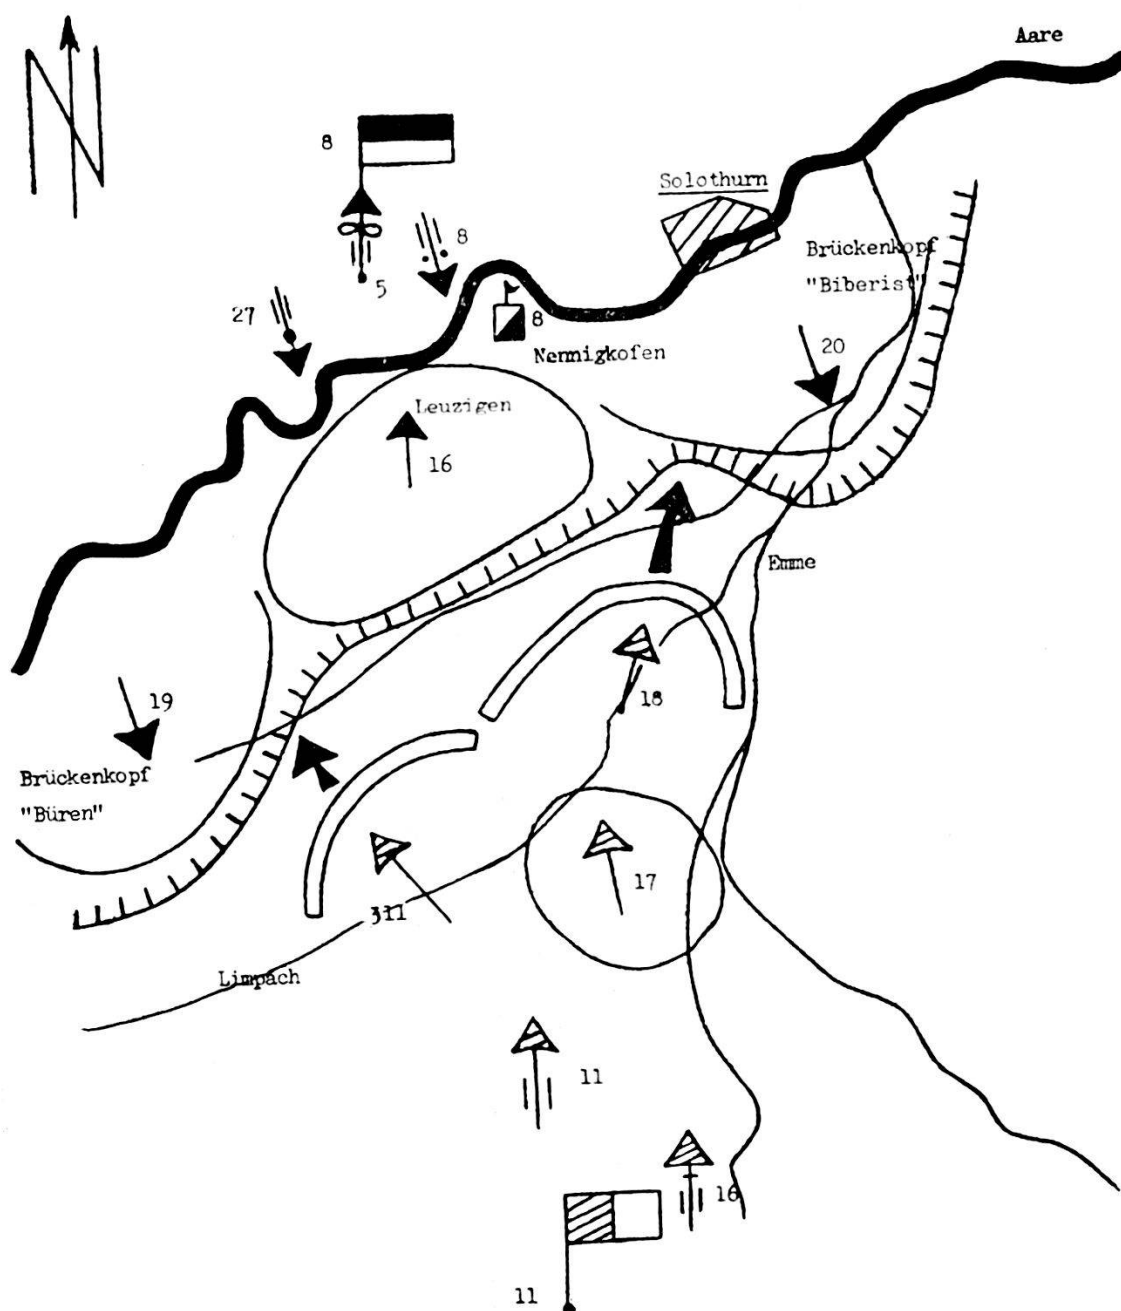 Aare
N
8
Solothurn
8
Brückenkopf
"Biberist"
5
27
8
Nennigkofen
20
Leuzigen
16
Emme
18
19
Brückenkopf
"Büren"
17
311
Limpach
11
16
11